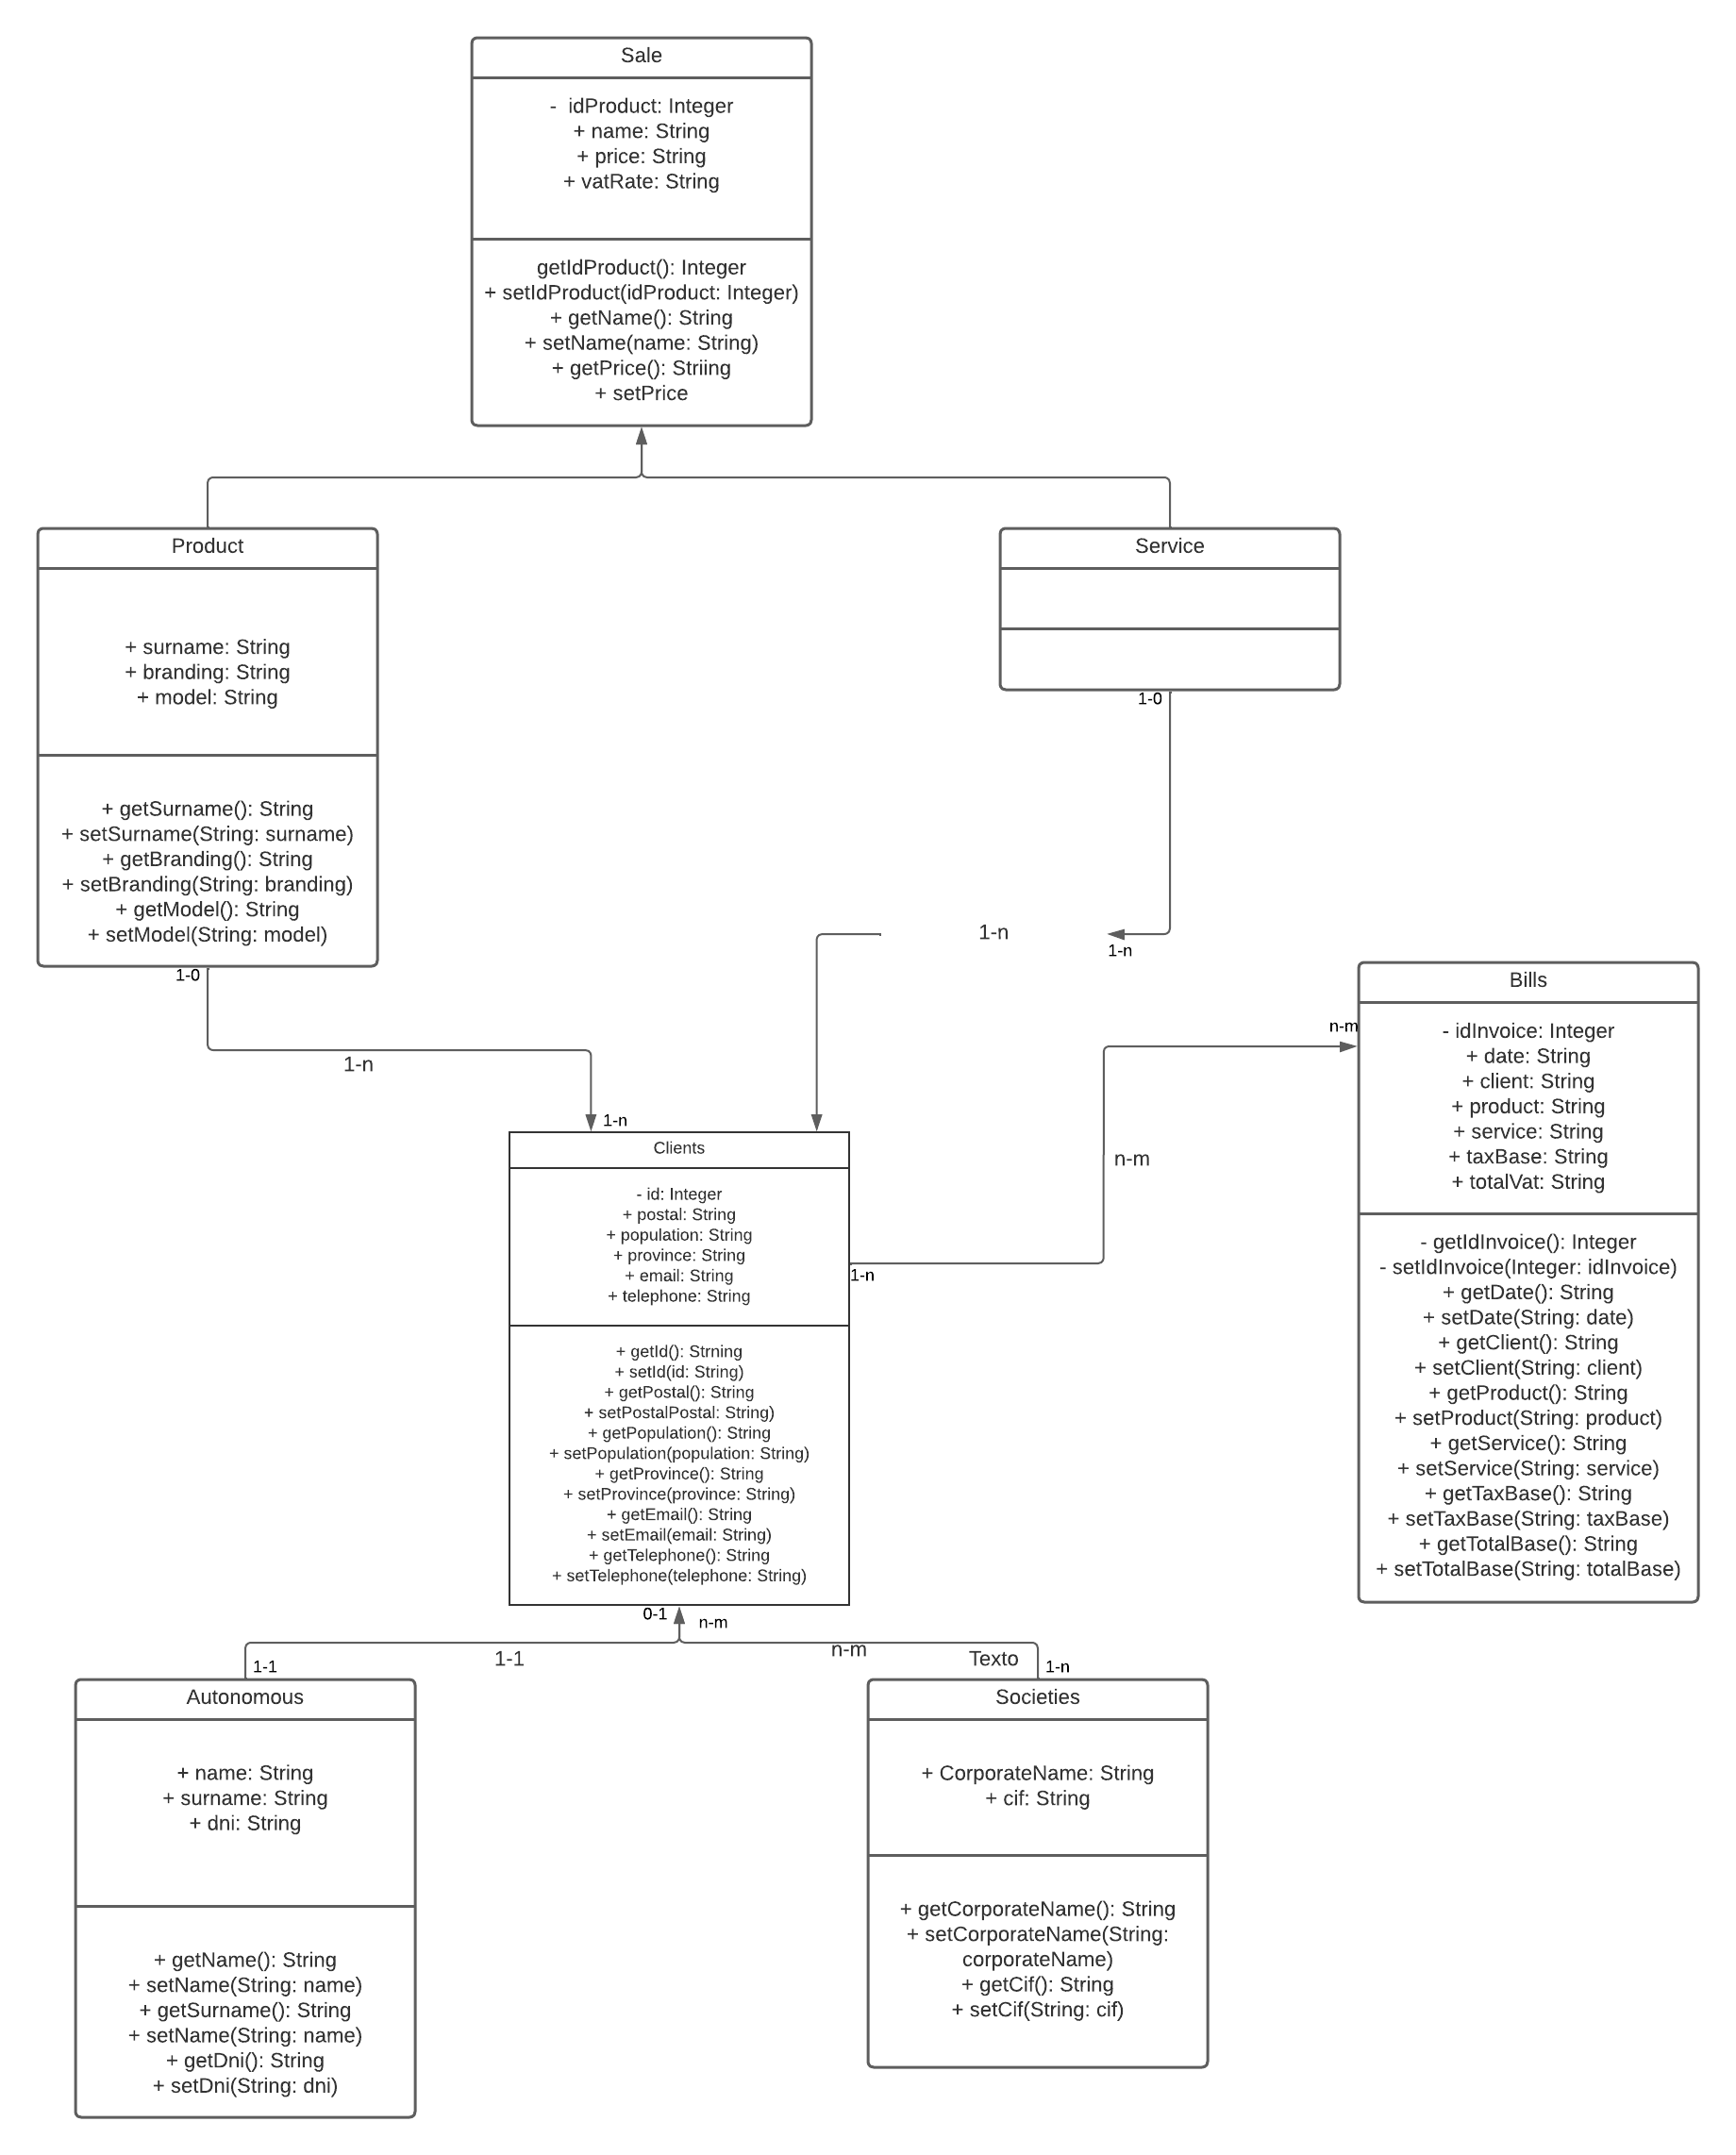 Sale
-  idProduct: Integer
+ name: String
+ price: String
+ vatRate: String
getIdProduct(): Integer
+ setIdProduct(idProduct: Integer)
+ getName(): String
+ setName(name: String)
+ getPrice(): Striing
+ setPrice
Product
+ surname: String
+ branding: String
+ model: String
+ getSurname(): String
+ setSurname(String: surname)
+ getBranding(): String
+ setBranding(String: branding)
+ getModel(): String
+ setModel(String: model)
1-0
1-n
1-n
Service
1-0
1-n
1-n
Clients
- id: Integer
+ postal: String
+ population: String
+ province: String
+ email: String
+ telephone: String
+ getId(): Strning
+ setId(id: String)
+ getPostal(): String
+ setPostalPostal: String)
+ getPopulation(): String
+ setPopulation(population: String)
+ getProvince(): String
+ setProvince(province: String)
+ getEmail(): String
+ setEmail(email: String)
+ getTelephone(): String
+ setTelephone(telephone: String)
1-n
n-m
n-m
Bills
- idInvoice: Integer
+ date: String
+ client: String
+ product: String
+ service: String
+ taxBase: String
+ totalVat: String
- getIdInvoice(): Integer
- setIdInvoice(Integer: idInvoice)
+ getDate(): String
+ setDate(String: date)
+ getClient(): String
+ setClient(String: client)
+ getProduct(): String
+ setProduct(String: product)
+ getService(): String
+ setService(String: service)
+ getTaxBase(): String
+ setTaxBase(String: taxBase)
+ getTotalBase(): String
+ setTotalBase(String: totalBase)
0-1
n-m
1-1
1-1
n-m
Texto
1-n
Autonomous
+ name: String
+ surname: String
+ dni: String
+ getName(): String
+ setName(String: name)
+ getSurname(): String
+ setName(String: name)
+ getDni(): String
+ setDni(String: dni)
Societies
+ CorporateName: String
+ cif: String
+ getCorporateName(): String
+ setCorporateName(String:
corporateName)
+ getCif(): String
+ setCif(String: cif)